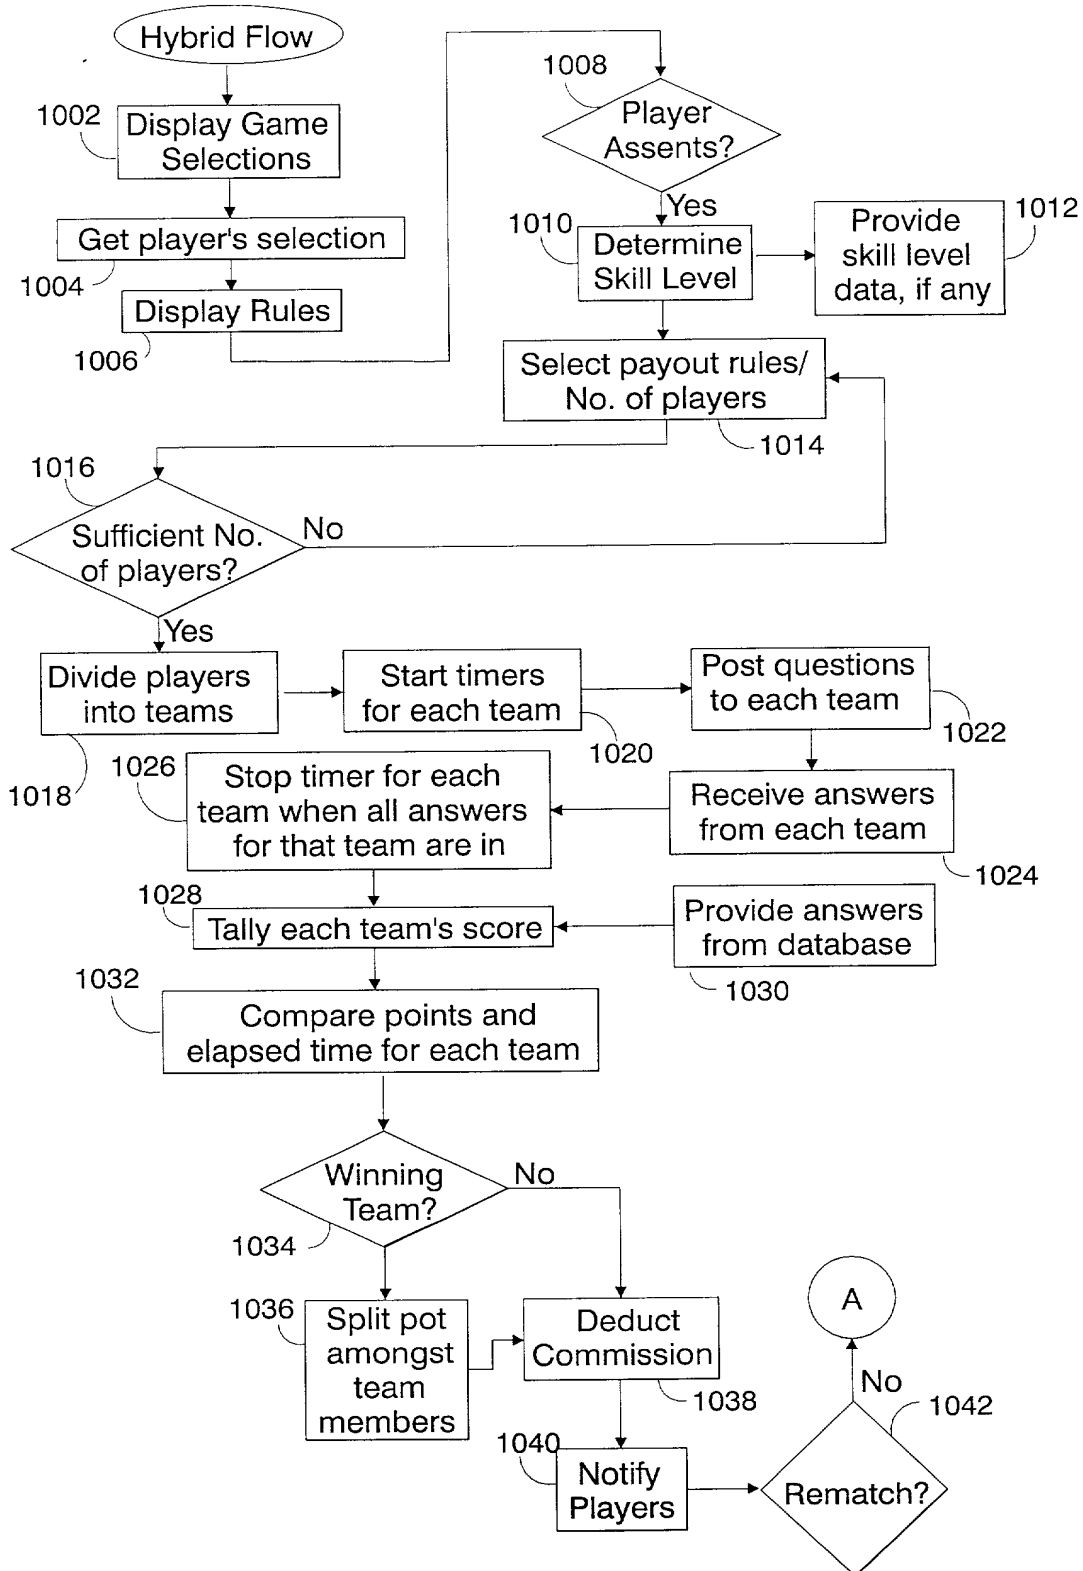 Hybrid Flow
1002
Display Game
Selections
Get player's selection
1004
Display Rules
1006
1008
Player
Assents?
Yes
1010
Determine
Skill Level
1012
Provide
skill level
data, if any
Select payout rules/
No. of players
1014
1016
Sufficient No.
of players?
No
Yes
Divide players
into teams
1018
Start timers
for each team
1020
Post questions
to each team
1022
Receive answers
from each team
1024
1026
Stop timer for each
team when all answers
for that team are in
1028
Tally each team's score
Provide answers
from database
1030
1032
Compare points and
elapsed time for each team
Winning
Team?
No
1034
1036
Split pot
amongst
team
members
Deduct
Commission
1038
1040
Notify
Players
Rematch?
1042
No
A